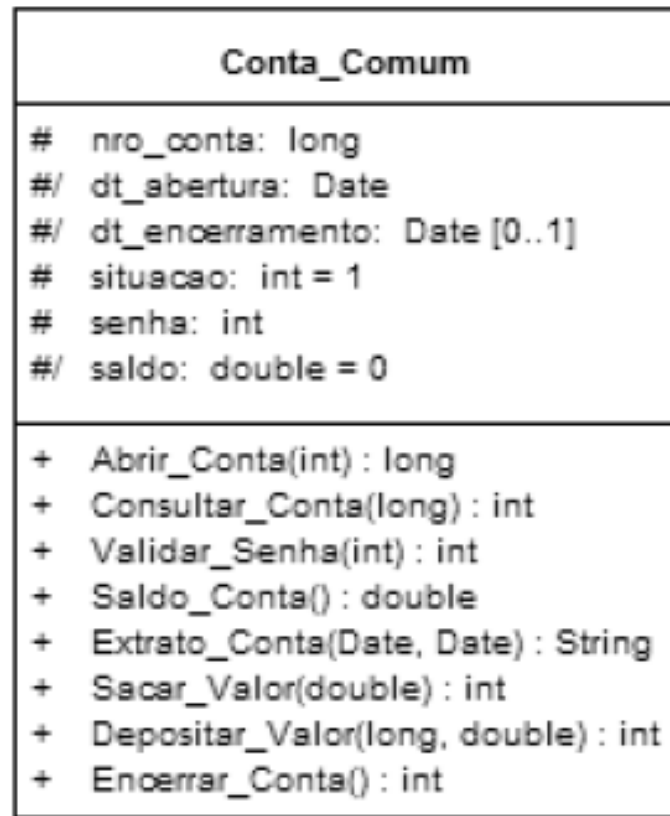 Conta_Comum
# nro_conta: long
#/ dt_abertura: Date
#/ dt_encerramento: Date [0..1]
# situacao: int = 1
# senha: int
#/ saldo: double = 0
+ Abrir_Conta(int) : long
+ Consultar_Conta(long) : int
+ Validar_Senha(int) : int
+ Saldo_Conta() : double
+ Extrato_Conta(Date, Date) : String
+ Sacar_Valor(double) : int
+ Depositar_Valor(long, double) : int
+ Encerrar_Conta() : int